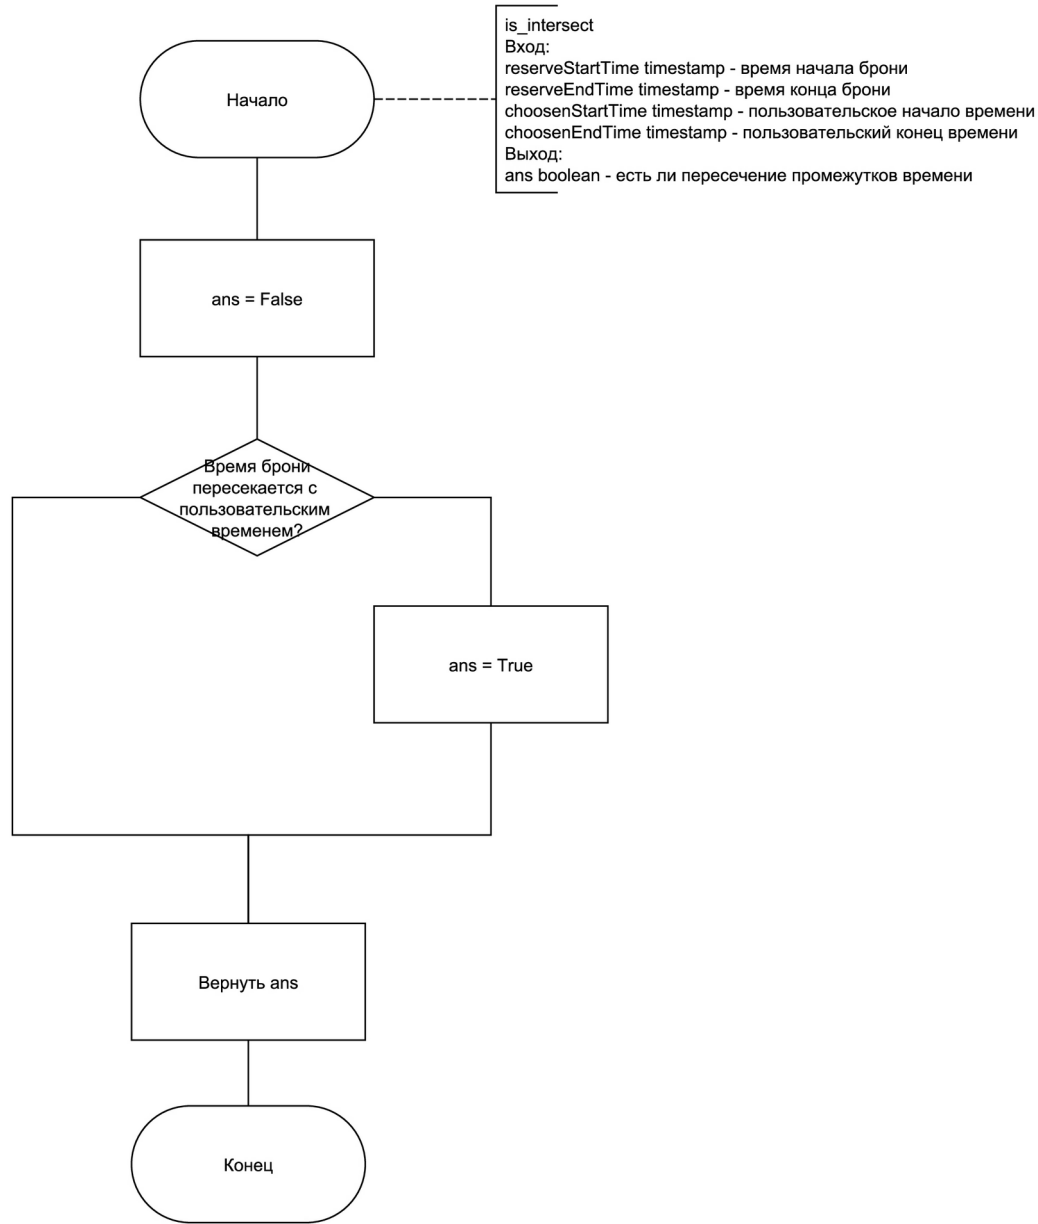 Начало
is_intersect
Вход:
reserveStartTime timestamp - время начала брони
reserveEndTime timestamp - время конца брони
choosenStartTime timestamp - пользовательское начало времени
choosenEndTime timestamp - пользовательский конец времени
Выход:
ans boolean - есть ли пересечение промежутков времени
ans = False
Время брони
пересекается с
пользовательским
временем?
ans = True
Вернуть ans
Конец